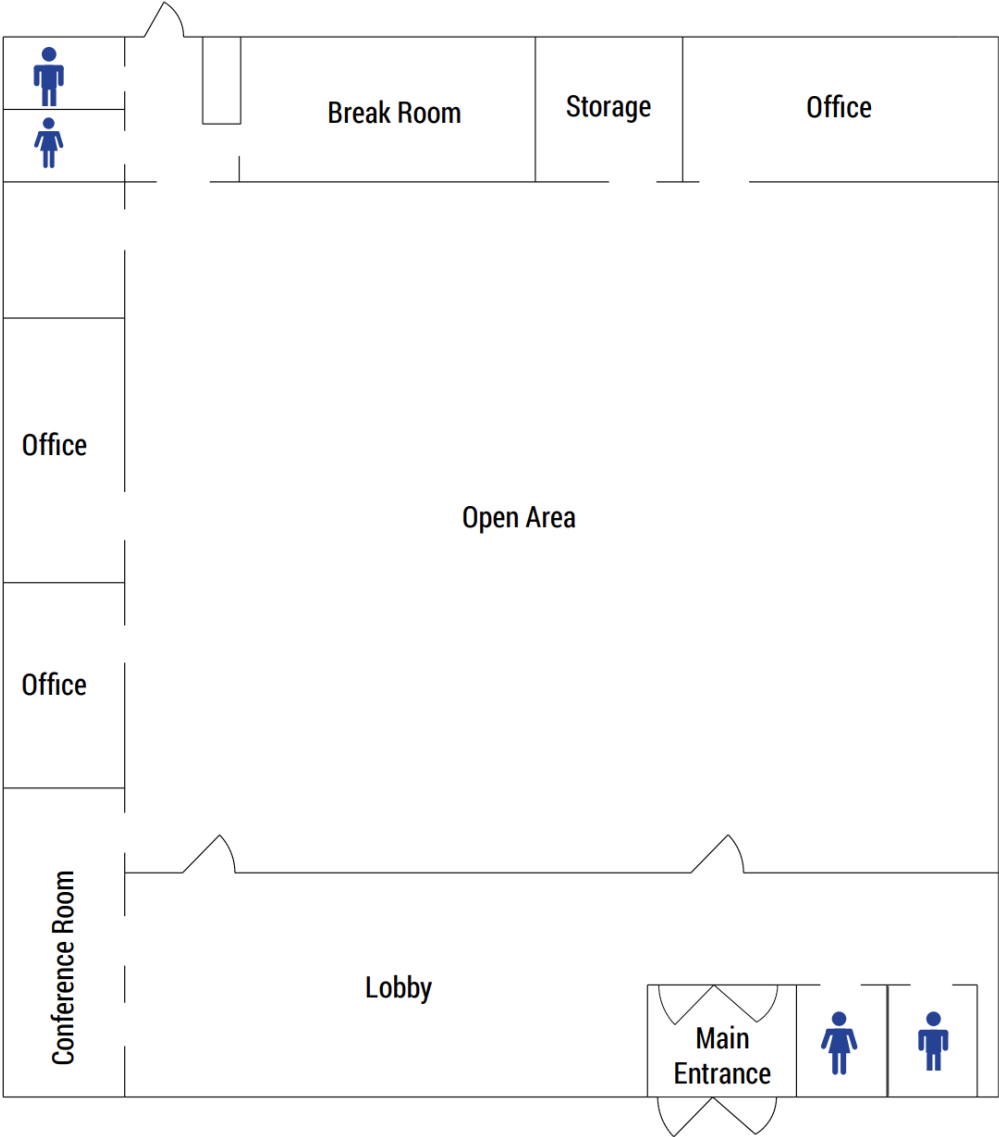 Break Room
Storage
Office
Office
Open Area
Office
Conference Room
Lobby
Main
Entrance